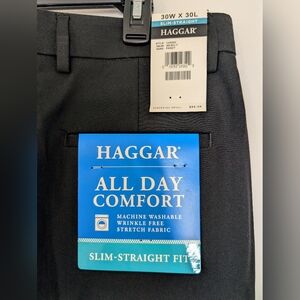 30W X 30L
SLIM-STRAIGHT
HAGGAR
HAGGAR
ALL DAY
COMFORT
MACHINE WASHABLE
WRINKLE FREE
STRETCH FABRIC
SLIM-STRAIGHT FIT